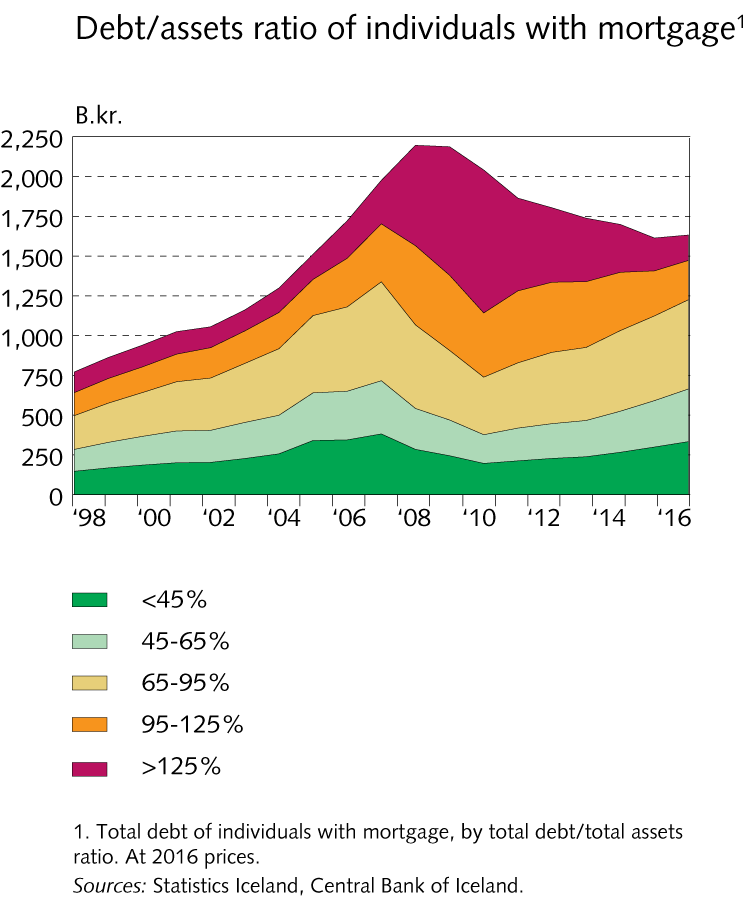 Debt/assets ratio of individuals with mortgage¹
B.kr.
2,250
2,000
1,750
1,500
1,250
1,000
750
500
250
0
‘98 ‘00 ‘02 ‘04 ‘06 ‘08 ‘10 ‘12 ‘14 ‘16
<45%
45-65%
65-95%
95-125%
>125%
1. Total debt of individuals with mortgage, by total debt/total assets
ratio. At 2016 prices.
Sources: Statistics Iceland, Central Bank of Iceland.